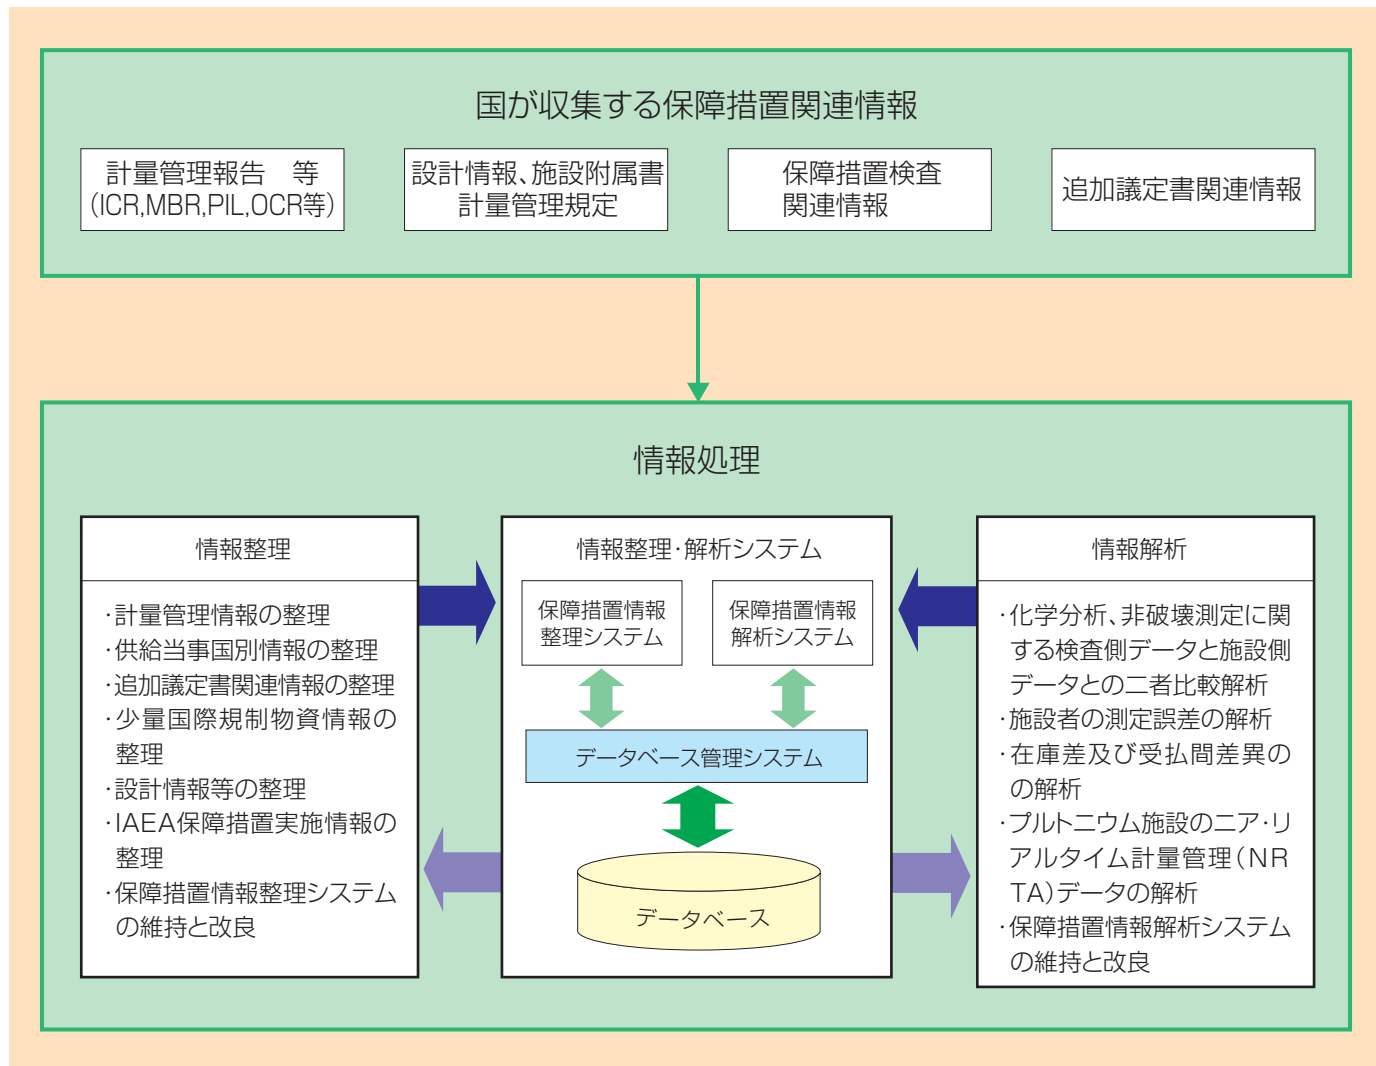 国が収集する保障措置関連情報
計量管理報告　等
(ICR,MBR,PIL,OCR等)
設計情報、施設附属書
計量管理規定
保障措置検査
関連情報
追加議定書関連情報
情報処理
情報整理
・計量管理情報の整理
・供給当事国別情報の整理
・追加議定書関連情報の整理
・少量国際規制物資情報の
整理
・設計情報等の整理
・IAEA保障措置実施情報の
整理
・保障措置情報整理システム
の維持と改良
情報整理・解析システム
保障措置情報
整理システム
保障措置情報
解析システム
データベース管理システム
データベース
情報解析
・化学分析、非破壊測定に関
する検査側データと施設側
データとの二者比較解析
・施設者の測定誤差の解析
・在庫差及び受払間差異の
の解析
・プルトニウム施設のニア・リ
アルタイム計量管理(NR
TA)データの解析
・保障措置情報解析システム
の維持と改良